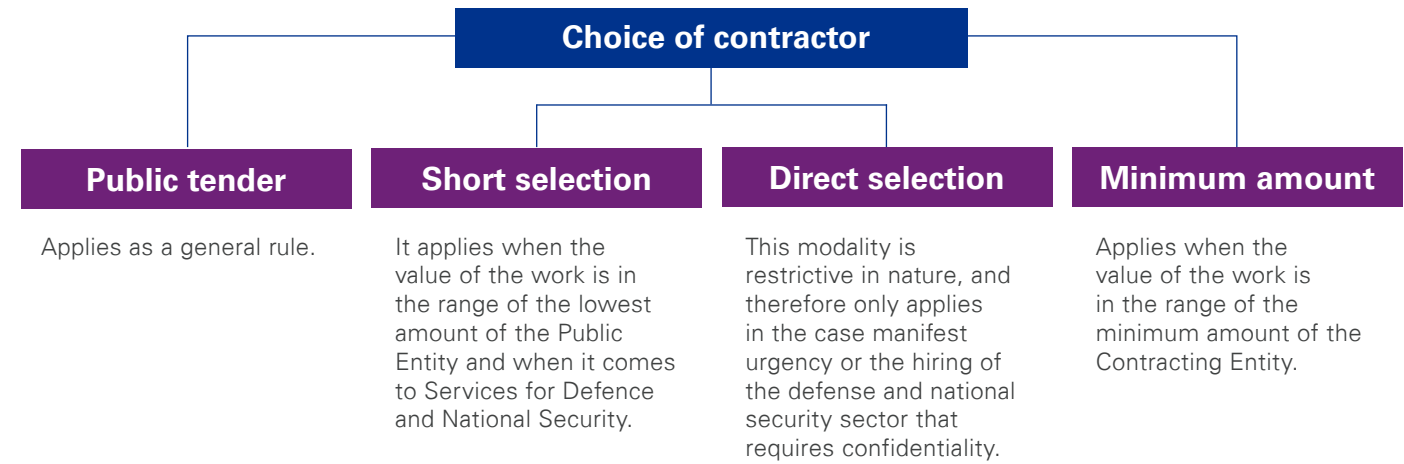 Choice of contractor
Public tender
Applies as a general rule.
Short selection
It applies when the
value of the work is in
the range of the lowest
amount of the Public
Entity and when it comes
to Services for Defence
and National Security.
Direct selection
This modality is
restrictive in nature, and
therefore only applies
in the case manifest
urgency or the hiring of
the defense and national
security sector that
requires confidentiality.
Minimum amount
Applies when the
value of the work is
in the range of the
minimum amount of the
Contracting Entity.